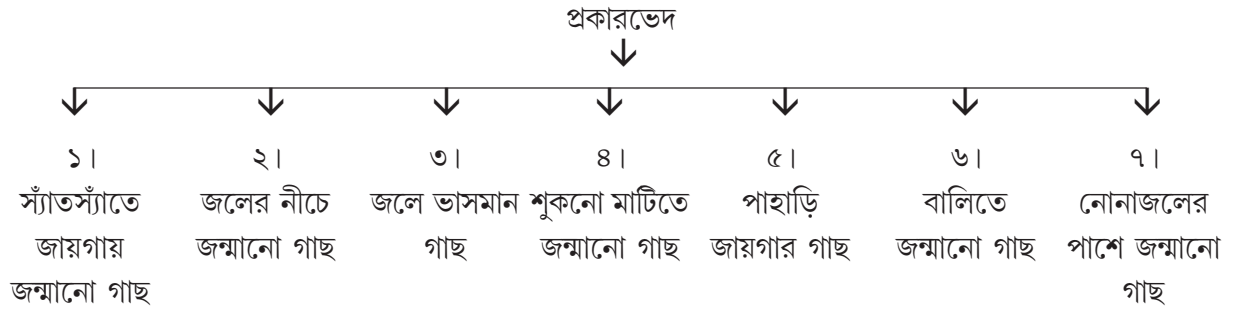 প্রকারভেদ
১। ২। ৩। ৪। ৫। ৬। ৭।
স্যাঁতস্যাঁতে জলের নীচে জলে ভাসমান শুকনো মাটিতে পাহাড়ি বালিতে নোনাজলের
জায়গায় জন্মানো গাছ গাছ জন্মানো গাছ জায়গার গাছ জন্মানো গাছ পাশে জন্মানো
জন্মানো গাছ গাছ